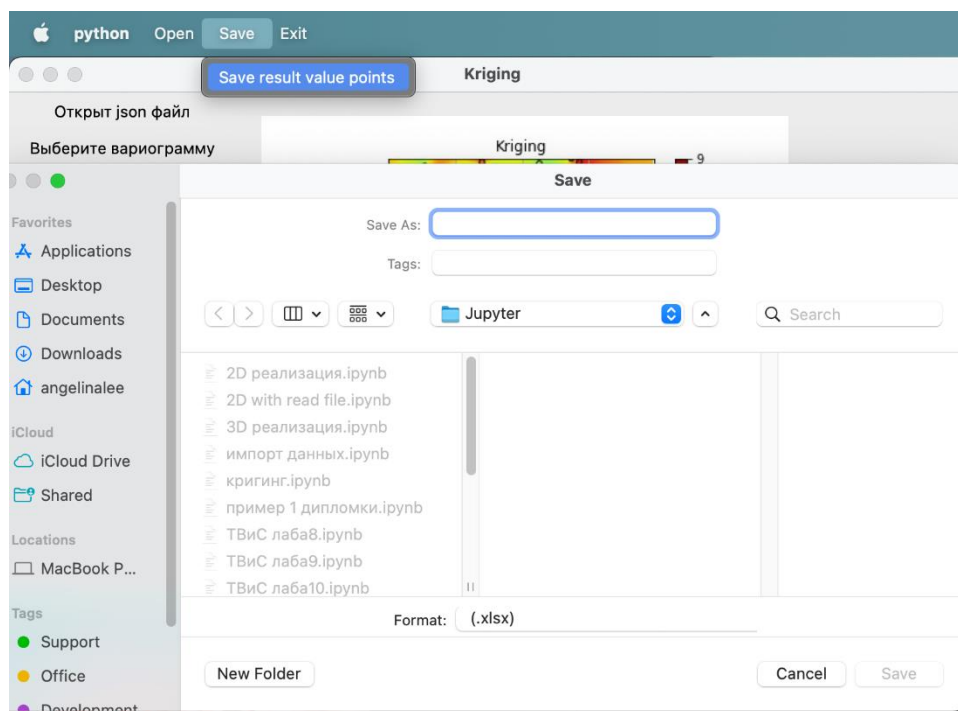 python Open Save Exit
Save result value points
Kriging
Открыт json файл
Выберите вариограмму
Kriging
9
Save
Favorites
Applications
Desktop
Documents
Downloads
angelinalee
iCloud
iCloud Drive
Shared
Locations
MacBook P...
Tags
Support
Office
Development
Save As:
Tags:
Jupyter
Search
2D реализация.ipynb
2D with read file.ipynb
3D реализация.ipynb
импорт данных.ipynb
кригинг.ipynb
пример 1 дипломки.ipynb
ТВиС лаба8.ipynb
ТВиС лаба9.ipynb
ТВиС лаба10.ipynb
Format: (.xlsx)
New Folder
Cancel
Save